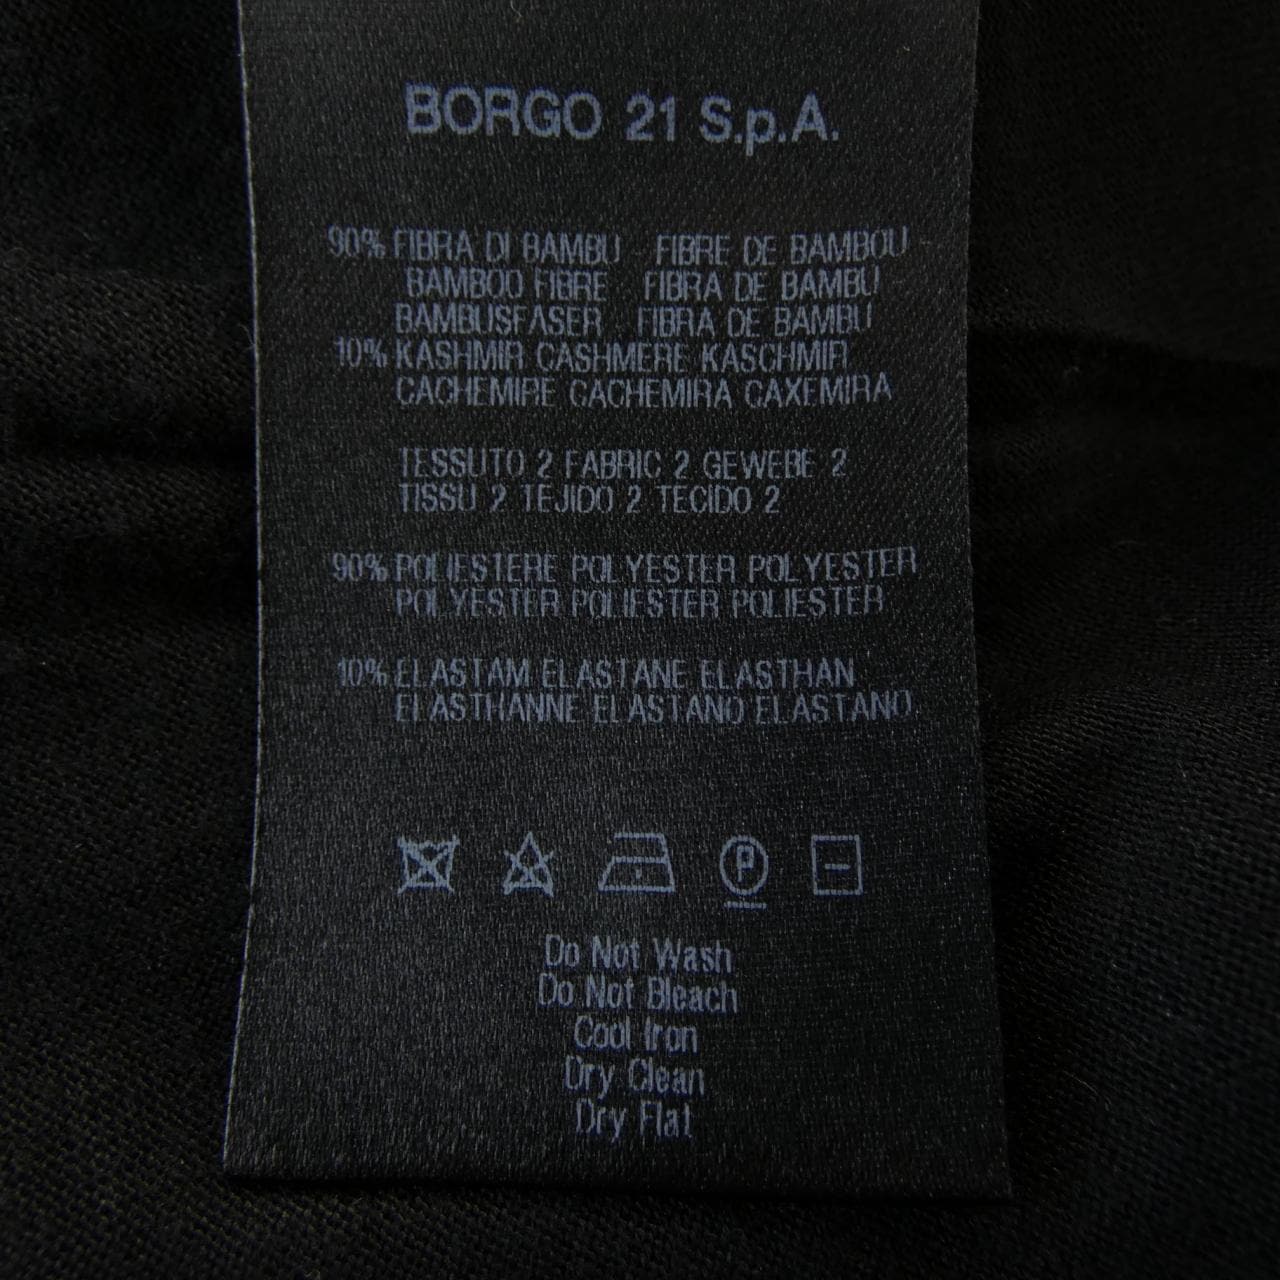 BORGO 21 S.p.A.
90% FIBRA DI BAMBU FIBRE DE BAMBOU
BAMBOO FIBRE FIBRA DE BAMBU
BAMBUSFASER FIBRA DE BAMBU
10% KASHMIR CASHMERE KASCHMIR
CACHEMIRE CACHEMIRA CAXEMIRA
TESSUTO 2 FABRIC 2 GEWEBE 2
TISSU 2 TEJIDO 2 TECIDO 2
90% POLIESTERE POLYESTER POLYESTER
POLYESTER POLIESTER POLIESTER
10% ELASTAM ELASTANE ELASTHAN
ELASTHANNE ELASTANO ELASTANO
P
Do Not Wash
Do Not Bleach
Cool Iron
Dry Clean
Dry Flat